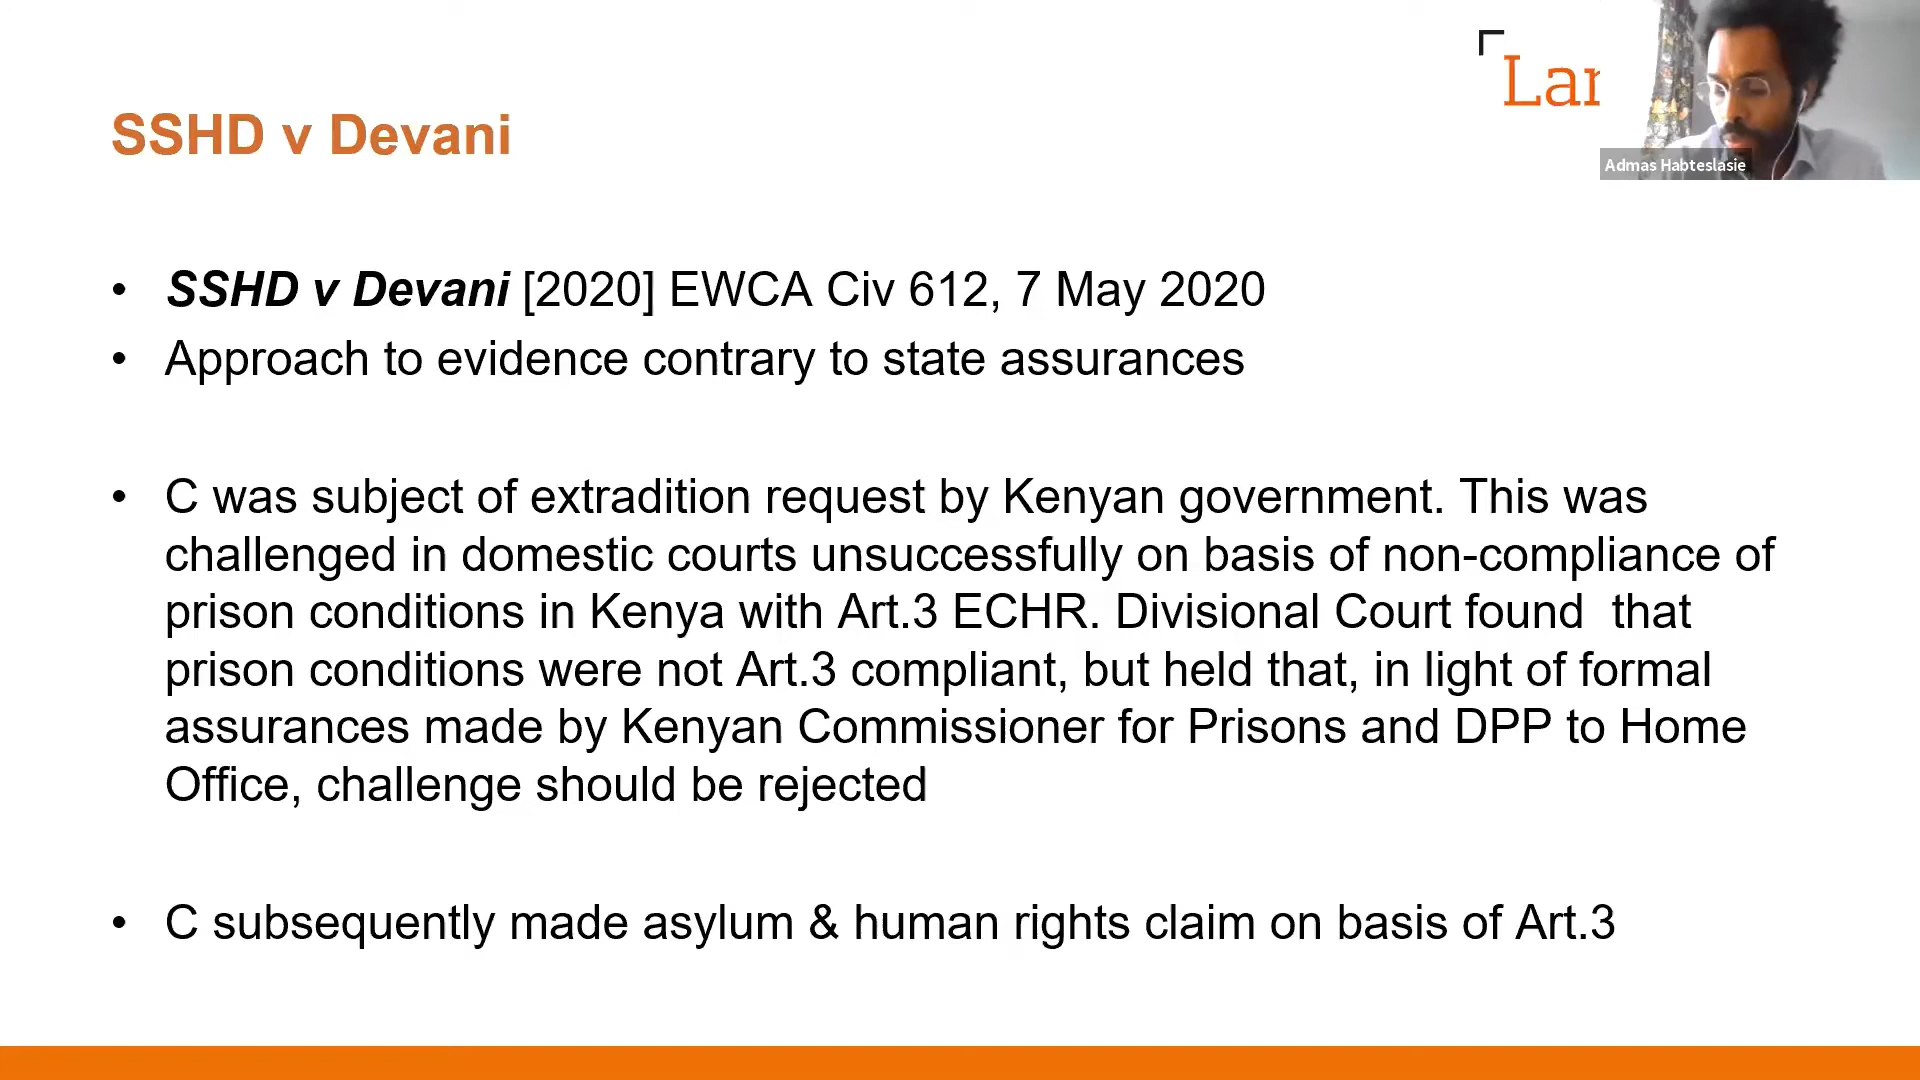 Lar
Admas Habteslasie
SSHD v Devani
• SSHD v Devani [2020] EWCA Civ 612, 7 May 2020
• Approach to evidence contrary to state assurances
• C was subject of extradition request by Kenyan government. This was
challenged in domestic courts unsuccessfully on basis of non-compliance of
prison conditions in Kenya with Art.3 ECHR. Divisional Court found that
prison conditions were not Art.3 compliant, but held that, in light of formal
assurances made by Kenyan Commissioner for Prisons and DPP to Home
Office, challenge should be rejected
• C subsequently made asylum & human rights claim on basis of Art.3